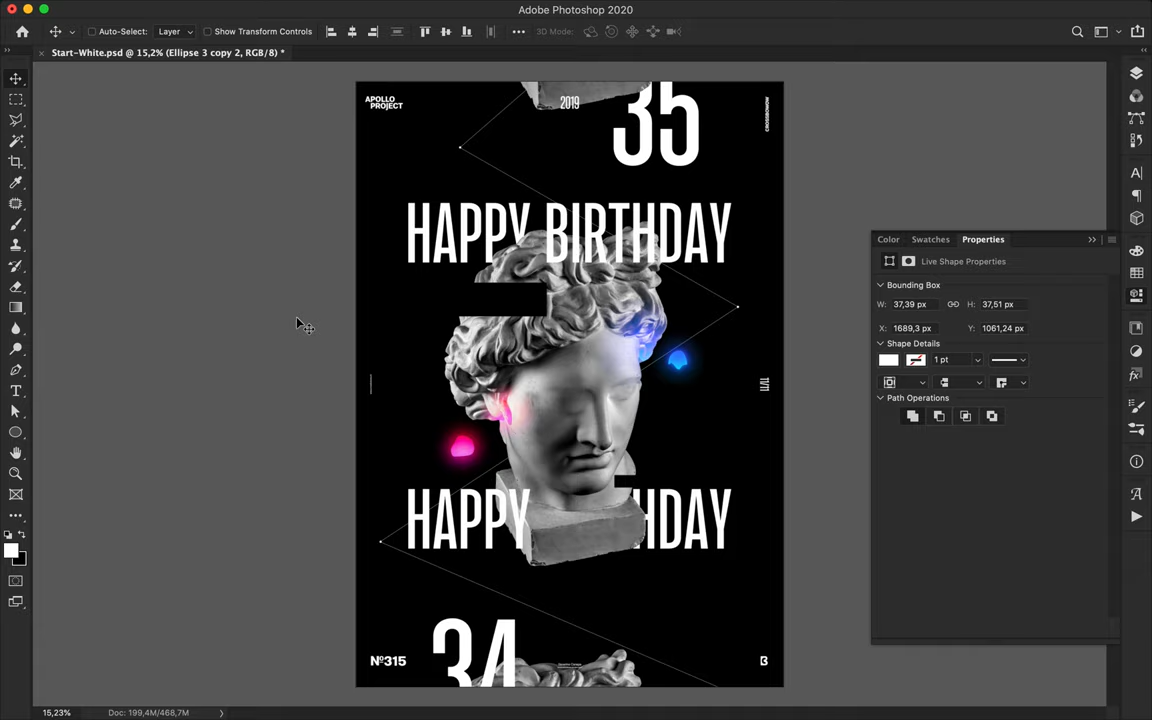 Adobe Photoshop 2020
Auto-Select: Layer Show Transform Controls 3D Mode:
Start-White.psd @ 15,2% (Ellipse 3 copy 2, RGB/8) *
APOLLO
PROJECT
2019
CROSSBOWOW
35
HAPPY BIRTHDAY
11/11
HAPPY HDAY
Nº315
34
B
Color Swatches Properties
Live Shape Properties
Bounding Box
W: 37,39 px H: 37,51 px
X: 1689,3 px Y: 1061,24 px
Shape Details
1 pt
Path Operations
15,23% Doc: 199,4M/468,7M